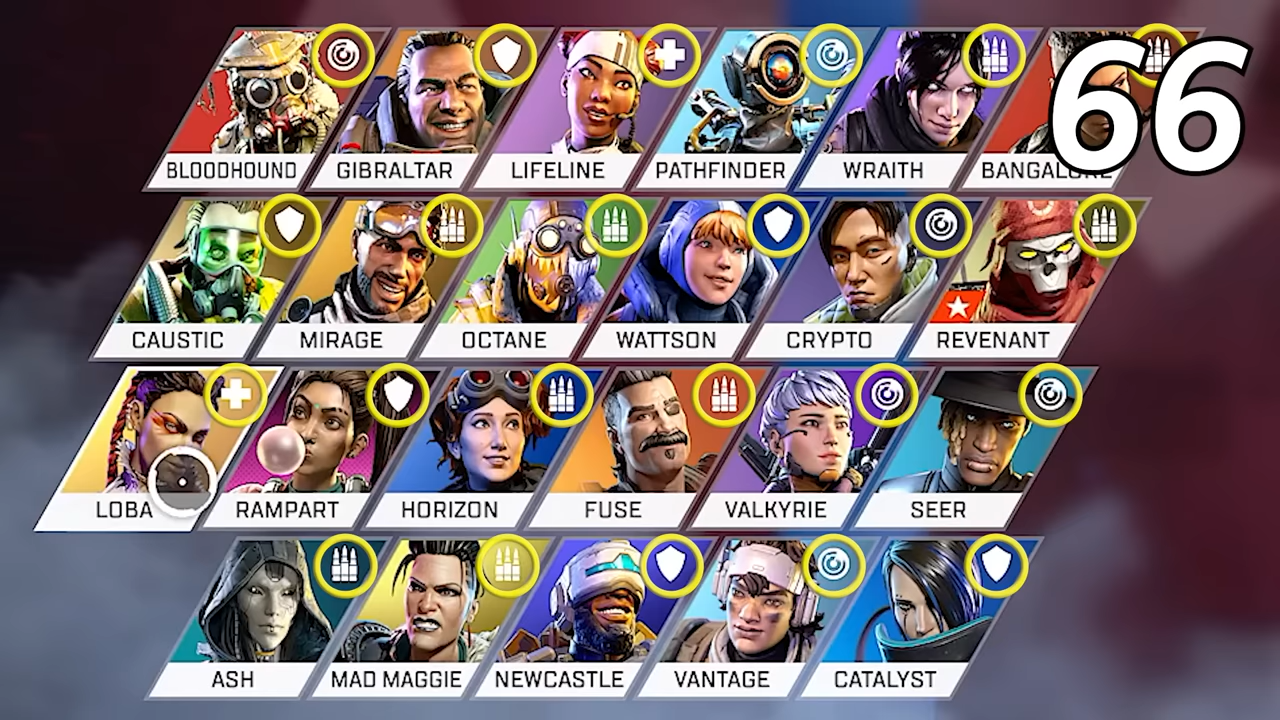 66
BLOODHOUND GIBRALTAR LIFELINE PATHFINDER WRAITH BANGALORE
CAUSTIC MIRAGE OCTANE WATTSON CRYPTO REVENANT
LOBA RAMPART HORIZON FUSE VALKYRIE SEER
ASH MAD MAGGIE NEWCASTLE VANTAGE CATALYST